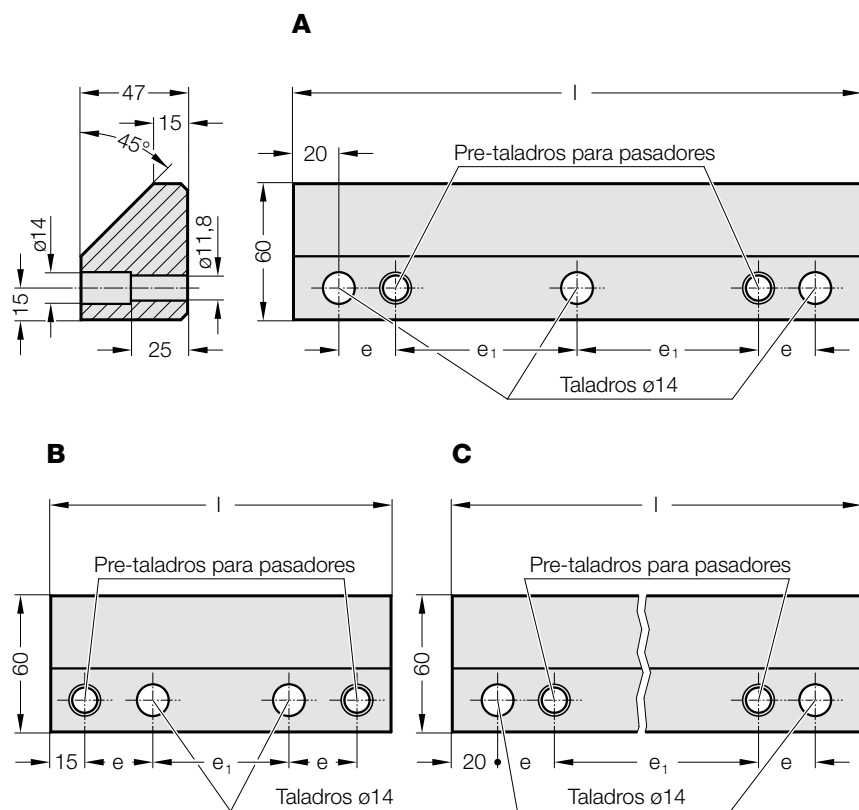 A
47
l
15
45°
20
Pre-taladros para pasadores
ø14
ø11,8
60
15
25
e
e₁
e₁
e
Taladros ø14
B
C
l
l
Pre-taladros para pasadores
Pre-taladros para pasadores
60
60
15
e
e₁
e
20
e
e₁
e
Taladros ø14
Taladros ø14